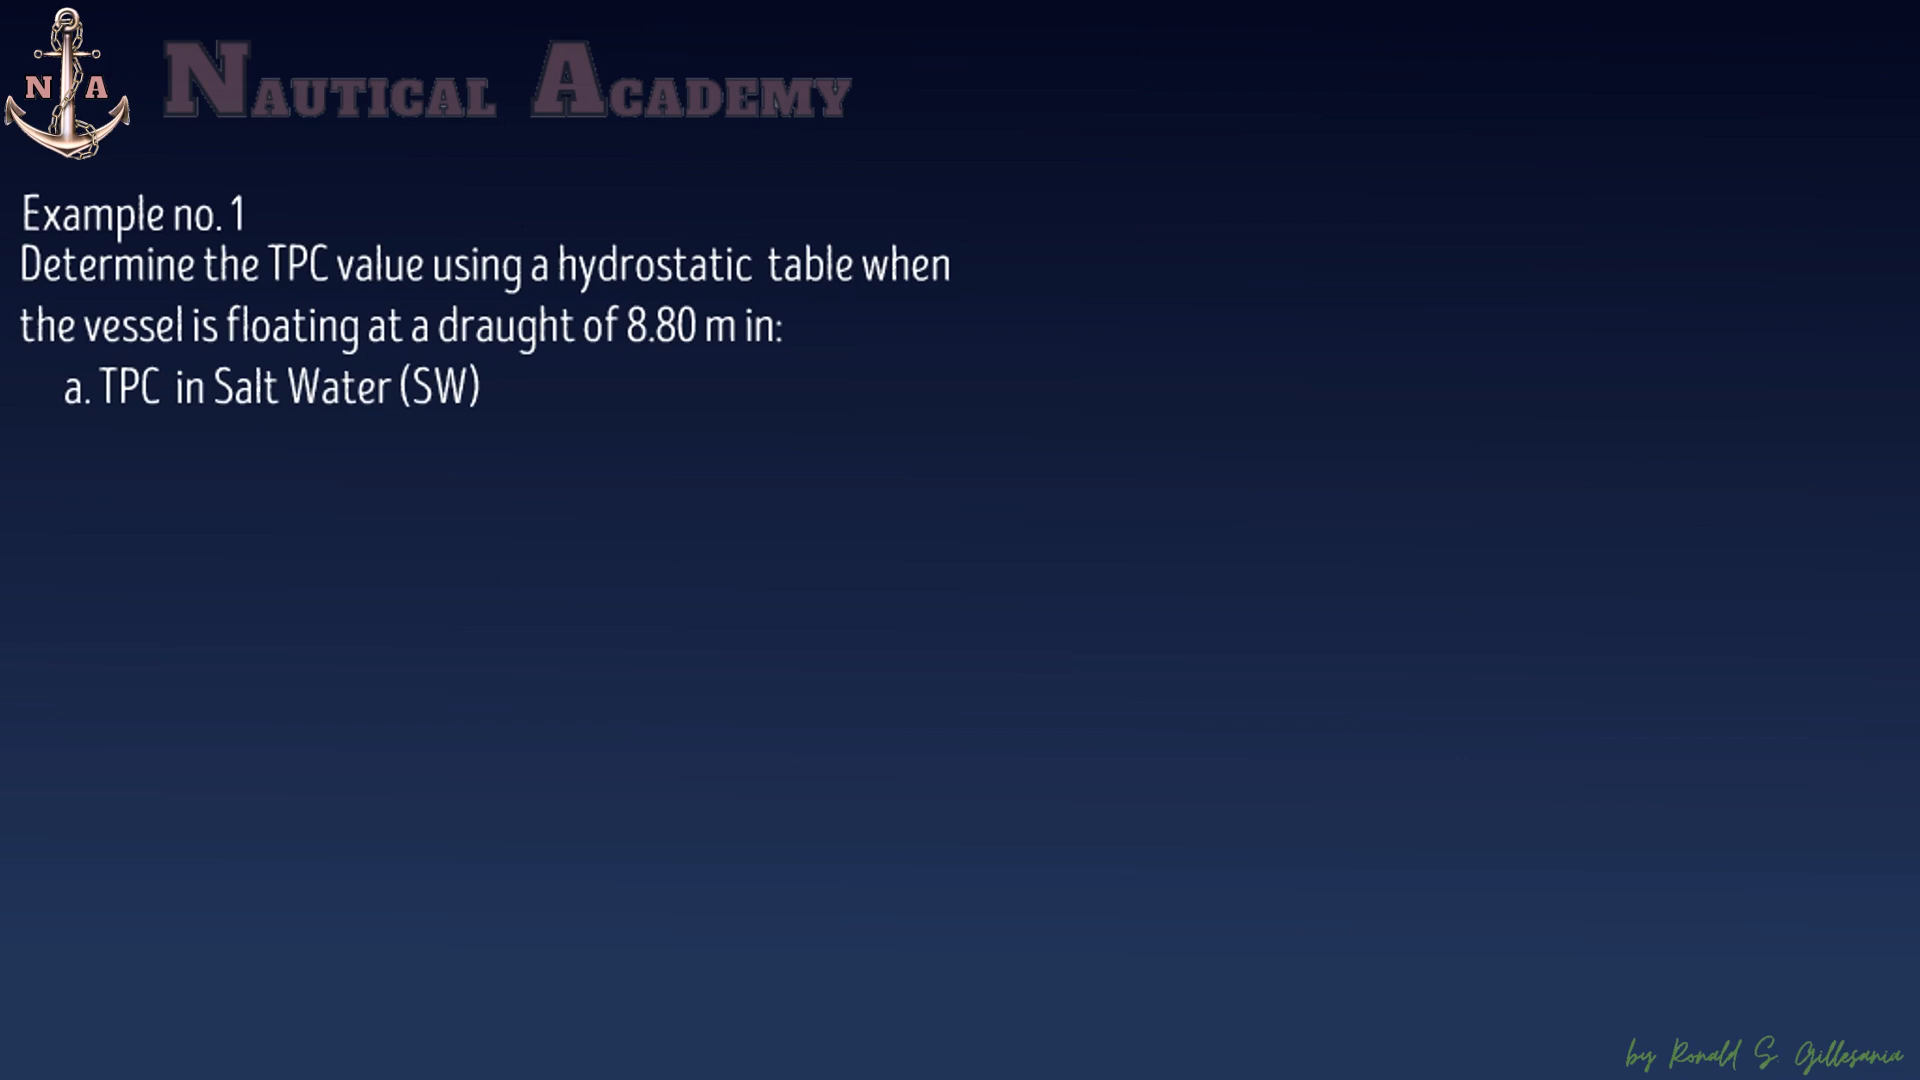 N A
NAUTICAL ACADEMY
Example no. 1
Determine the TPC value using a hydrostatic table when
the vessel is floating at a draught of 8.80 m in:
a. TPC in Salt Water (SW)
by Ronald S. Gillesania